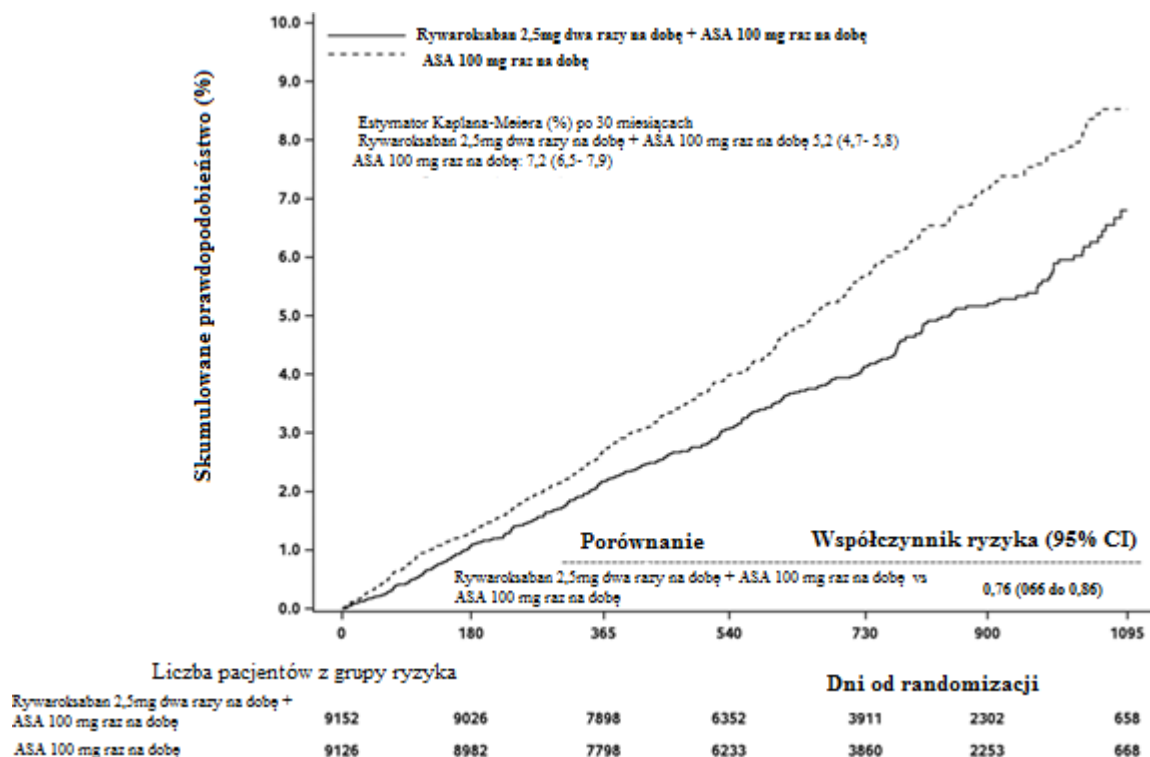 10.0
9.0
8.0
7.0
6.0
5.0
4.0
3.0
2.0
1.0
0.0
Skumulowane prawdopodobieństwo (%)
Rywaroksaban 2,5mg dwa razy na dobę + ASA 100 mg raz na dobę
ASA 100 mg raz na dobę
Estymator Kaplana-Meiera (%) po 30 miesiącach
Rywaroksaban 2,5mg dwa razy na dobę + ASA 100 mg raz na dobę 5,2 (4,7- 5,8)
ASA 100 mg raz na dobę: 7,2 (6,5- 7,9)
Porównanie Współczynnik ryzyka (95% CI)
Rywaroksaban 2,5mg dwa razy na dobę + ASA 100 mg raz na dobę vs
ASA 100 mg raz na dobę
0,76 (066 do 0,86)
0 180 365 540 730 900 1095
Liczba pacjentów z grupy ryzyka
Dni od randomizacji
Rywaroksaban 2,5mg dwa razy na dobę +
ASA 100 mg raz na dobę 9152 9026 7898 6352 3911 2302 658
ASA 100 mg raz na dobę 9126 8982 7798 6233 3860 2253 668